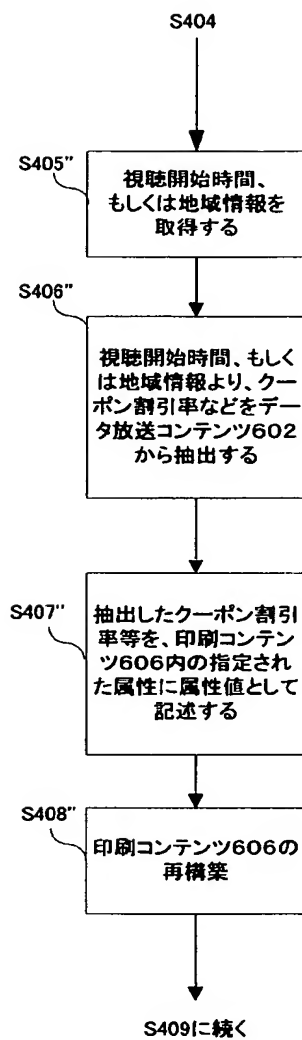 S404
S405"
視聴開始時間、
もしくは地域情報を
取得する
S406"
視聴開始時間、もしく
は地域情報より、クー
ポン割引率などをデー
タ放送コンテンツ602
から抽出する
S407"
抽出したクーポン割引
率等を、印刷コンテン
ツ606内の指定され
た属性に属性値として
記述する
S408"
印刷コンテンツ606の
再構築
S409に続く